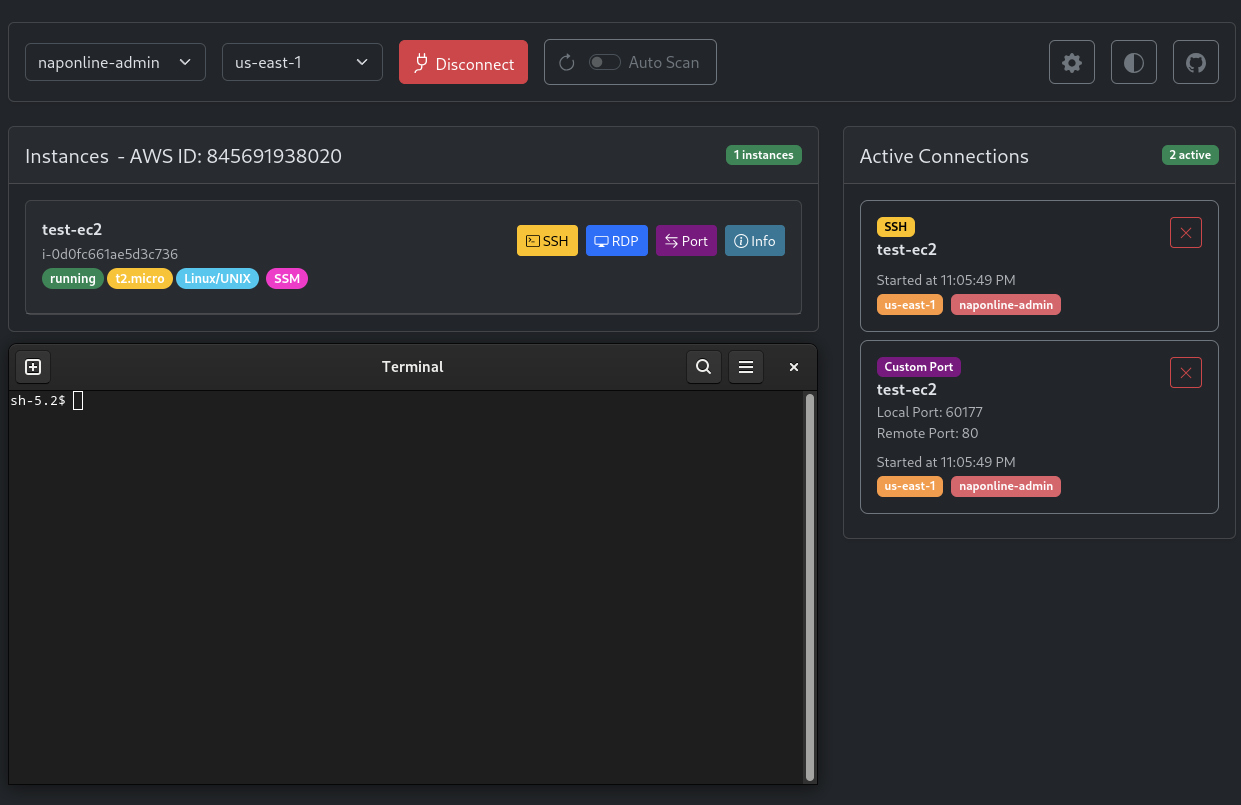 naponline-admin
us-east-1
Disconnect
Auto Scan
Instances - AWS ID: 845691938020
1 instances
test-ec2
i-0d0fc661ae5d3c736
running t2.micro Linux/UNIX SSM
SSH
RDP
Port
Info
Terminal
sh-5.2$
Active Connections
2 active
SSH
test-ec2
Started at 11:05:49 PM
us-east-1 naponline-admin
Custom Port
test-ec2
Local Port: 60177
Remote Port: 80
Started at 11:05:49 PM
us-east-1 naponline-admin